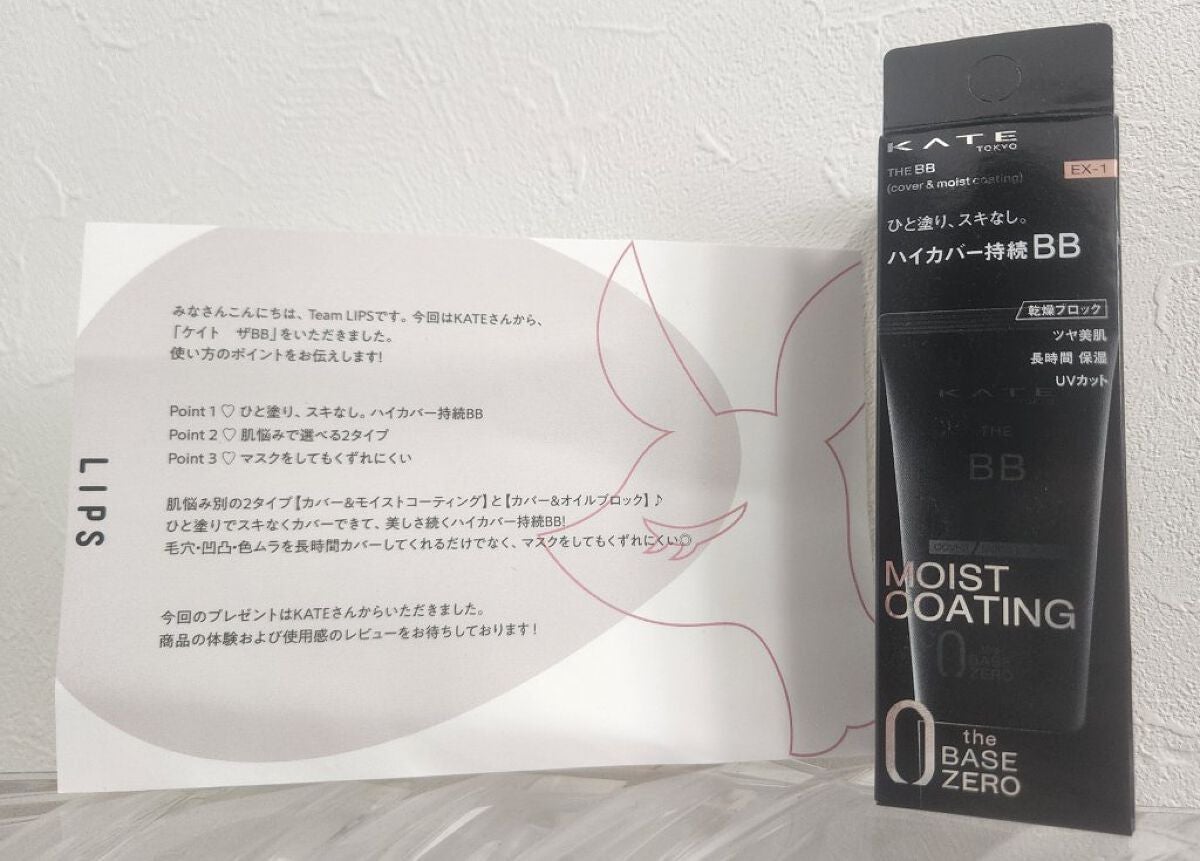 みなさんこんにちは、Team LIPSです。今回はKATEさんから、
「ケイト　ザBB」をいただきました。
使い方のポイントをお伝えします!
Point 1 ♡ ひと塗り、スキなし。ハイカバー持続BB
Point 2 ♡ 肌悩みで選べる2タイプ
Point 3 ♡ マスクをしてもくずれにくい
肌悩み別の2タイプ【カバー&モイストコーティング】と【カバー&オイルブロック】♪
ひと塗りでスキなくカバーできて、美しさ続くハイカバー持続BB!
毛穴・凹凸・色ムラを長時間カバーしてくれるだけでなく、マスクをしてもくずれにくい◎
今回のプレゼントはKATEさんからいただきました。
商品の体験および使用感のレビューをお待ちしております!
LIPS
KATE
TOKYO
THE BB
(cover & moist coating)
EX-1
ひと塗り、スキなし。
ハイカバー持続BB
乾燥ブロック
ツヤ美肌
長時間 保湿
UVカット
KATE
THE
BB
MOIST
COATING
0 the
BASE
ZERO
0 the
BASE
ZERO